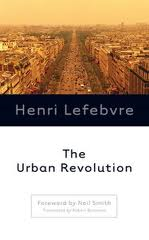 Henri Lefebvre
The
Urban Revolution
Foreword by Neil Smith
Translated by Robert Bononno